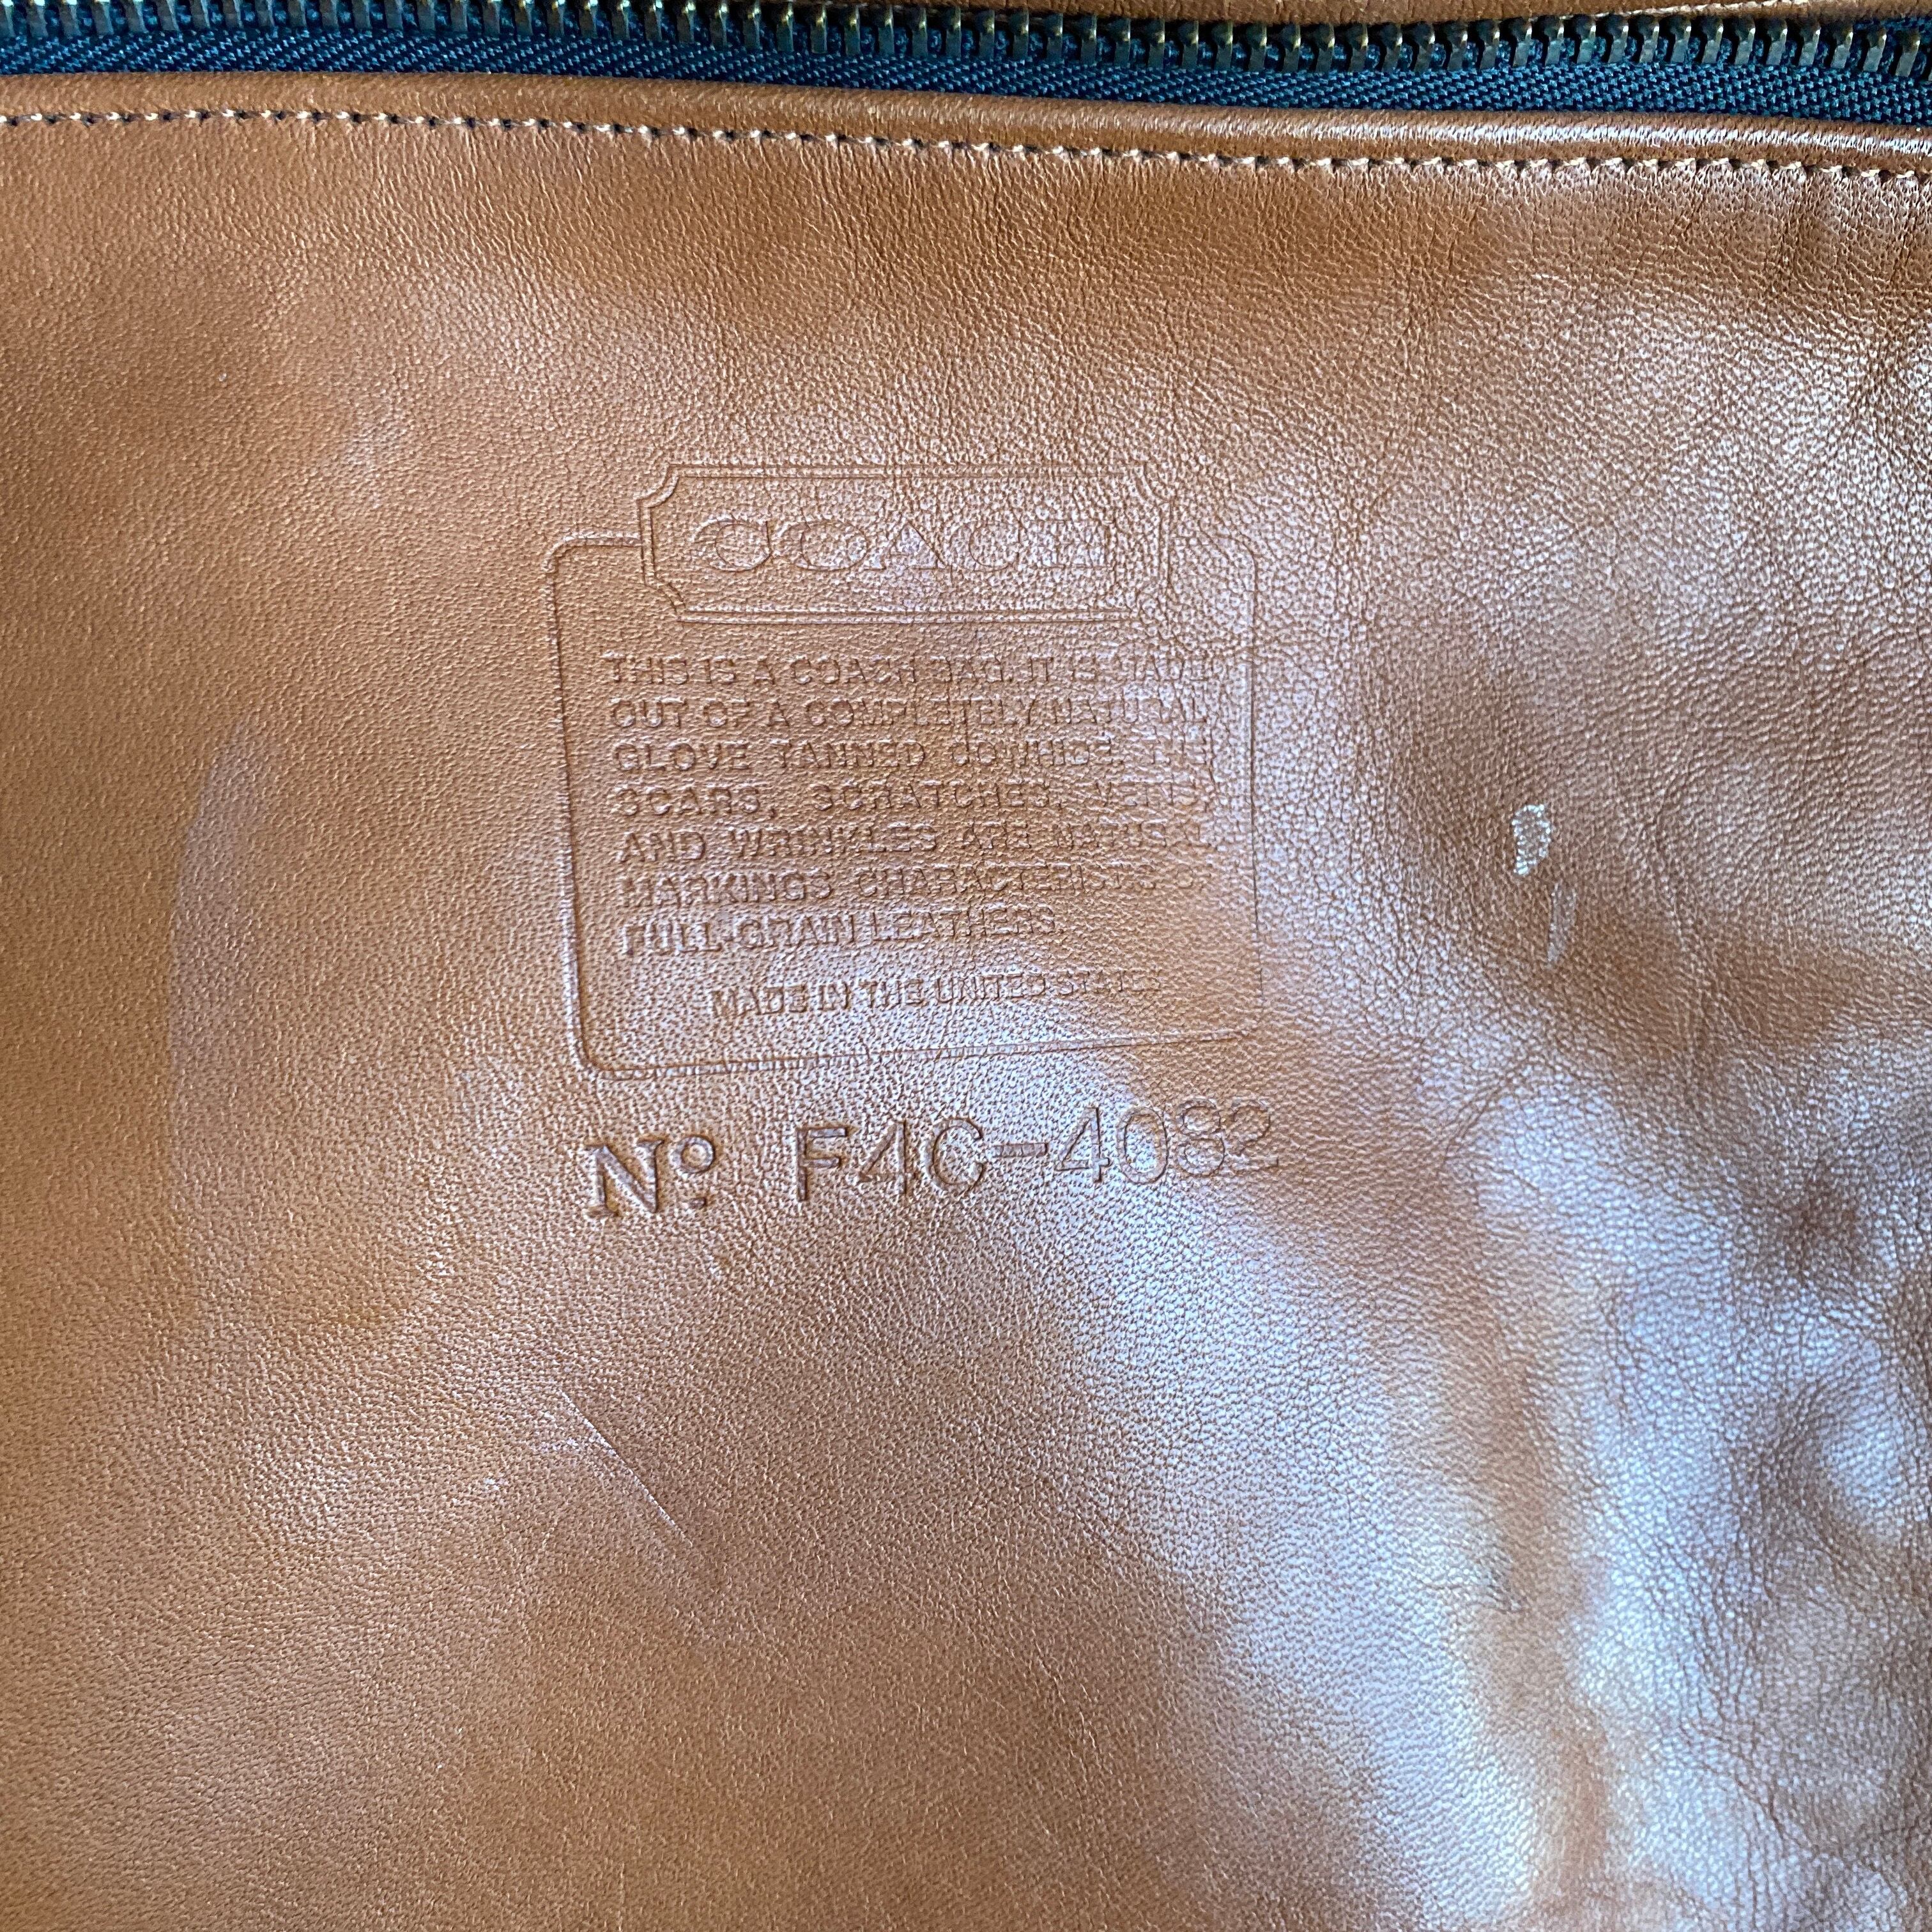 COACH
THIS IS A COACH BAG. IT IS MADE
OUT OF A COMPLETELY NATURAL
GLOVE TANNED COWHIDE. THE
SCARS, SCRATCHES, VEINS,
AND WRINKLES ARE NATURAL
MARKINGS CHARACTERISTIC OF
FULL-GRAIN LEATHERS.
MADE IN THE UNITED STATES
Nº F4C-4082